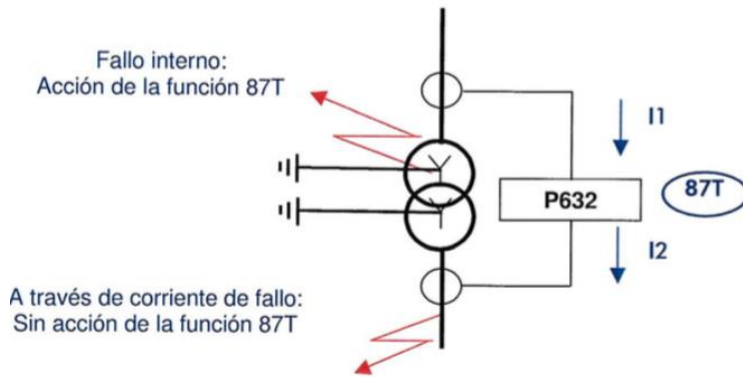 Fallo interno:
Acción de la función 87T
I1
P632
87T
I2
A través de corriente de fallo:
Sin acción de la función 87T